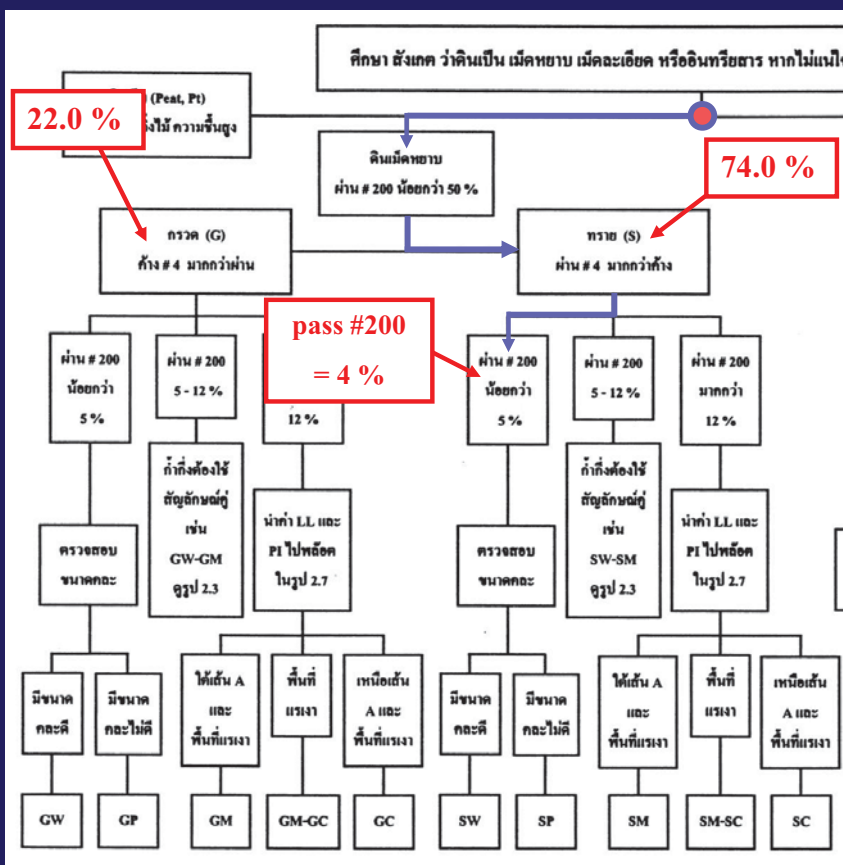 ศึกษา สังเกต ว่าดินเป็น เม็ดหยาบ เม็ดละเอียด หรืออินทรียสาร หากไม่แน่ใจ
(Peat, Pt)
ความชื้นสูง
22.0 %
ดินเม็ดหยาบ
ผ่าน # 200 น้อยกว่า 50 %
74.0 %
กรวด (G)
ค้าง # 4 มากกว่าผ่าน
ทราย (S)
ผ่าน # 4 มากกว่าค้าง
pass #200
= 4 %
ผ่าน # 200
น้อยกว่า
5 %
ผ่าน # 200
5 - 12 %
12 %
ผ่าน # 200
น้อยกว่า
5 %
ผ่าน # 200
5 - 12 %
ผ่าน # 200
มากกว่า
12 %
ตรวจสอบ
ขนาดคละ
ก้ำกึ่งต้องใช้
สัญลักษณ์คู่
เช่น
GW-GM
ดูรูป 2.3
นำค่า LL และ
PI ไปพล๊อต
ในรูป 2.7
ตรวจสอบ
ขนาดคละ
ก้ำกึ่งต้องใช้
สัญลักษณ์คู่
เช่น
SW-SM
ดูรูป 2.3
นำค่า LL และ
PI ไปพล๊อต
ในรูป 2.7
มีขนาด
คละดี
มีขนาด
คละไม่ดี
ใต้เส้น A
และ
พื้นที่แรเงา
พื้นที่
แรเงา
เหนือเส้น
A และ
พื้นที่แรเงา
มีขนาด
คละดี
มีขนาด
คละไม่ดี
ใต้เส้น A
และ
พื้นที่แรเงา
พื้นที่
แรเงา
เหนือเส้น
A และ
พื้นที่แรเงา
GW
GP
GM
GM-GC
GC
SW
SP
SM
SM-SC
SC